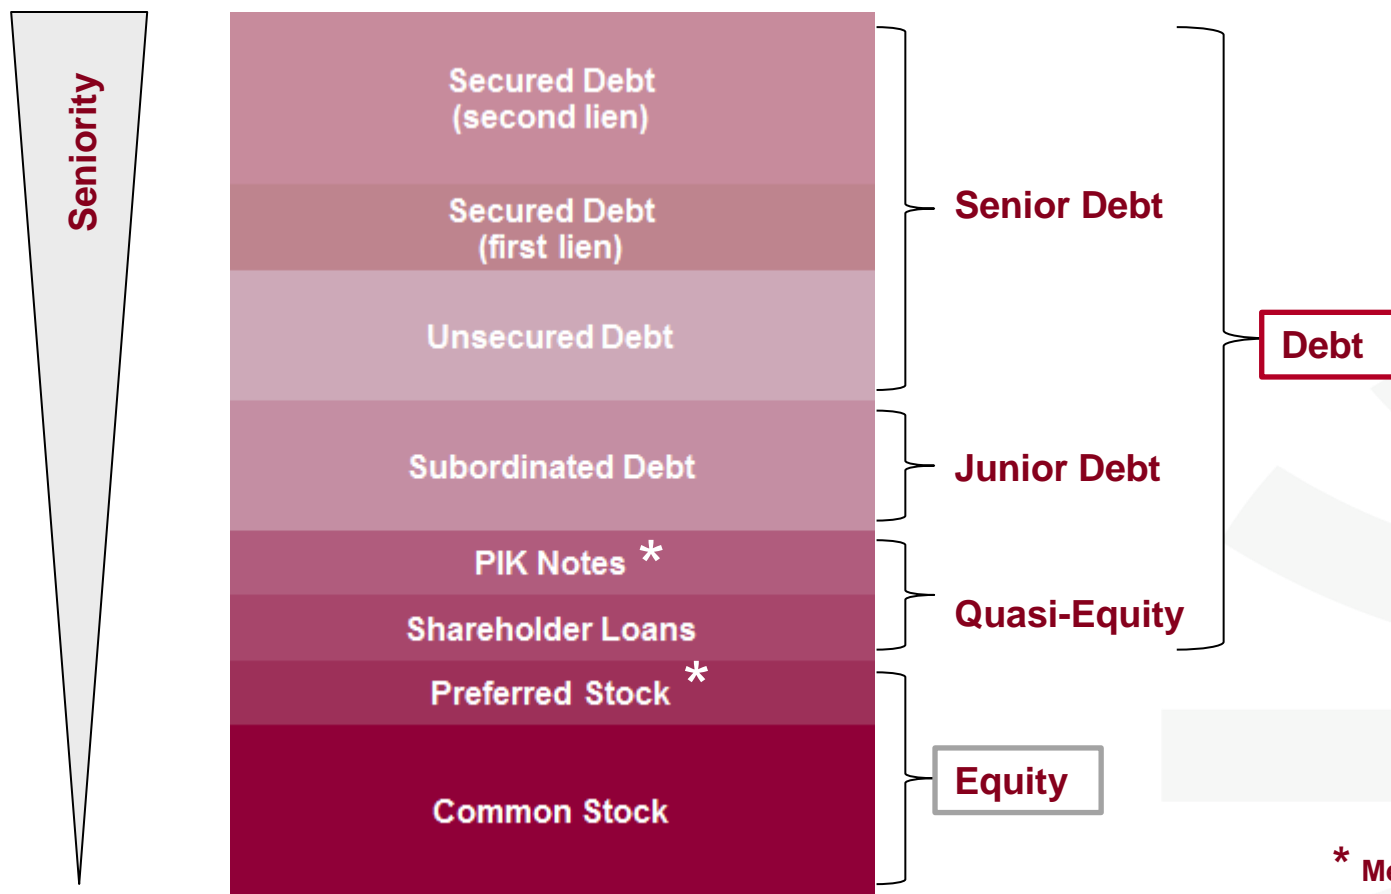 Seniority
Secured Debt
(second lien)
Secured Debt
(first lien)
Unsecured Debt
Subordinated Debt
PIK Notes *
Shareholder Loans
Preferred Stock *
Common Stock
Senior Debt
Junior Debt
Quasi-Equity
Equity
Debt
*